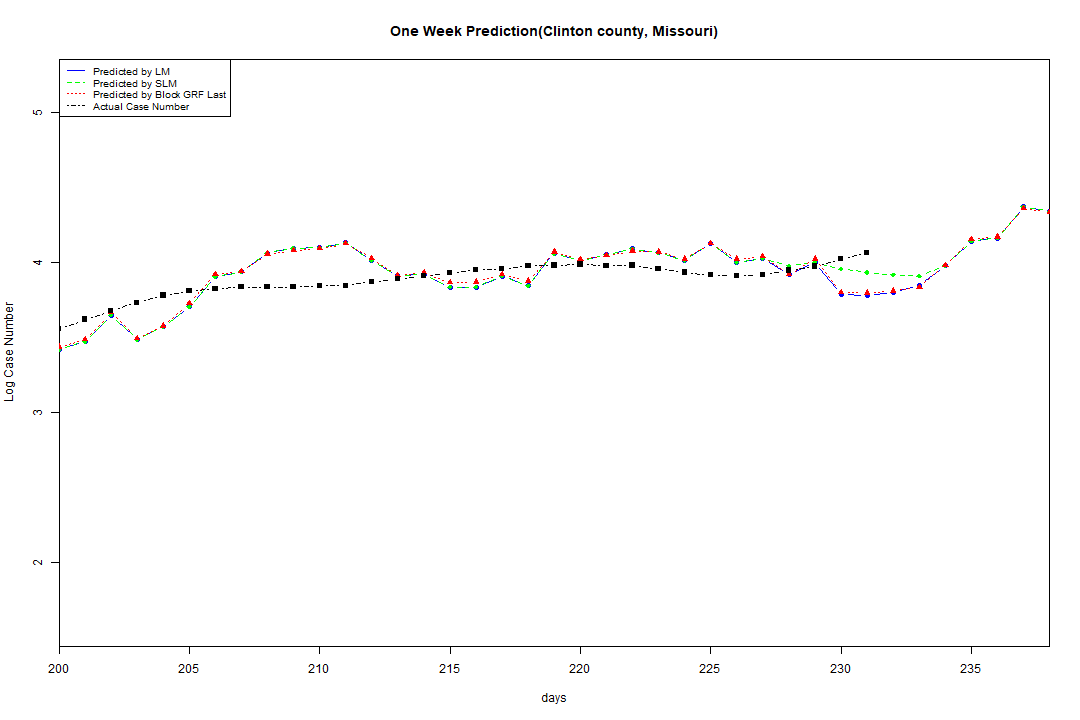 One Week Prediction(Clinton county, Missouri)
Predicted by LM
Predicted by SLM
Predicted by Block GRF Last
Actual Case Number
5
4
3
2
Log Case Number
200 205 210 215 220 225 230 235
days